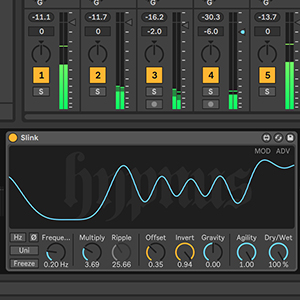 G G G
-11.1 -11.7 -16.2 -30.3 -13.7
0 0 -2.0 -6.0 0
1 2 3 4 5
S S S S S
Slink
MOD ADV
hypnus
Hz Ø Freque... Multiply Ripple Offset Invert Gravity Agility Dry/Wet
Uni
Freeze 0.20 Hz 3.69 25.66 0.35 0.94 0.00 100 % 100 %